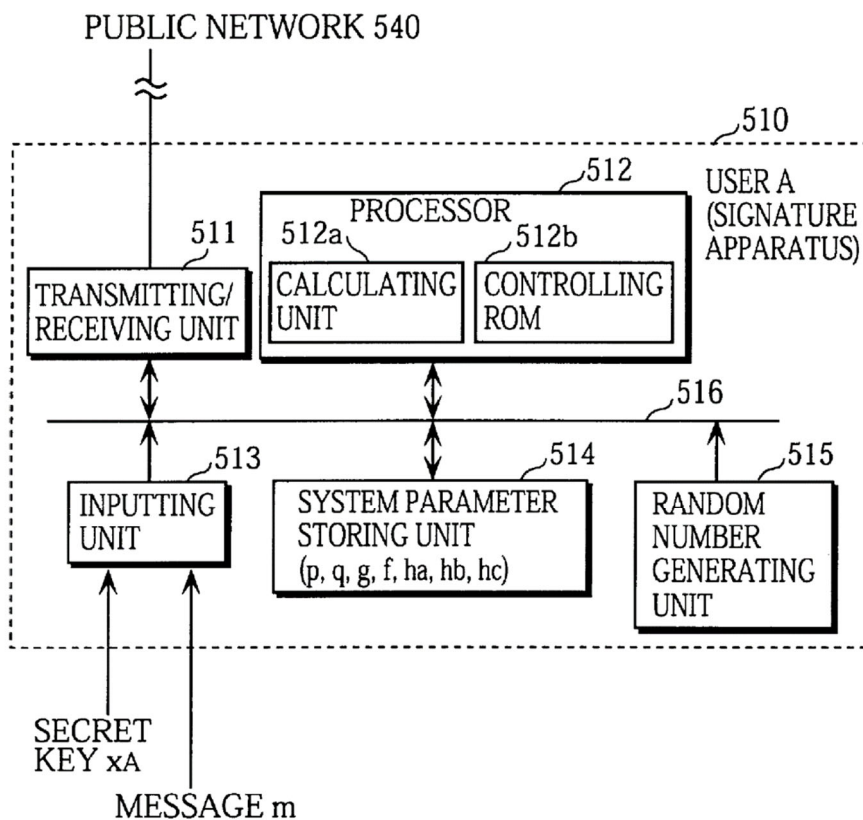 PUBLIC NETWORK 540
510
USER A
(SIGNATURE
APPARATUS)
512
PROCESSOR
512a
512b
CALCULATING
UNIT
CONTROLLING
ROM
511
TRANSMITTING/
RECEIVING UNIT
516
513
INPUTTING
UNIT
514
SYSTEM PARAMETER
STORING UNIT
(p, q, g, f, ha, hb, hc)
515
RANDOM
NUMBER
GENERATING
UNIT
SECRET
KEY xA
MESSAGE m